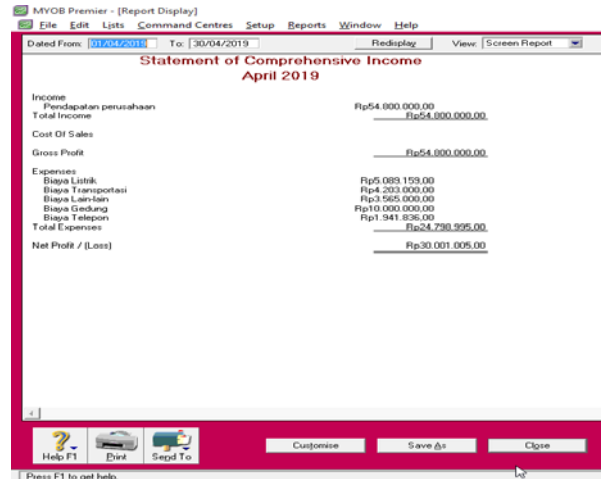 MYOB Premier - [Report Display]
File Edit Lists Command Centres Setup Reports Window Help
Dated From: 01/04/2019 To: 30/04/2019 Redisplay View: Screen Report
Statement of Comprehensive Income
April 2019
Income
Pendapatan perusahaan Rp54.800.000,00
Total Income Rp54.800.000,00
Cost Of Sales
Gross Profit Rp54.800.000,00
Expenses
Biaya Listrik Rp5.089.159,00
Biaya Transportasi Rp4.203.000,00
Biaya Lain-lain Rp3.565.000,00
Biaya Gedung Rp10.000.000,00
Biaya Telepon Rp1.941.836,00
Total Expenses Rp24.798.995,00
Net Profit / (Loss) Rp30.001.005,00
Help F1 Print Send To Customise Save As Close
Press F1 to get help.